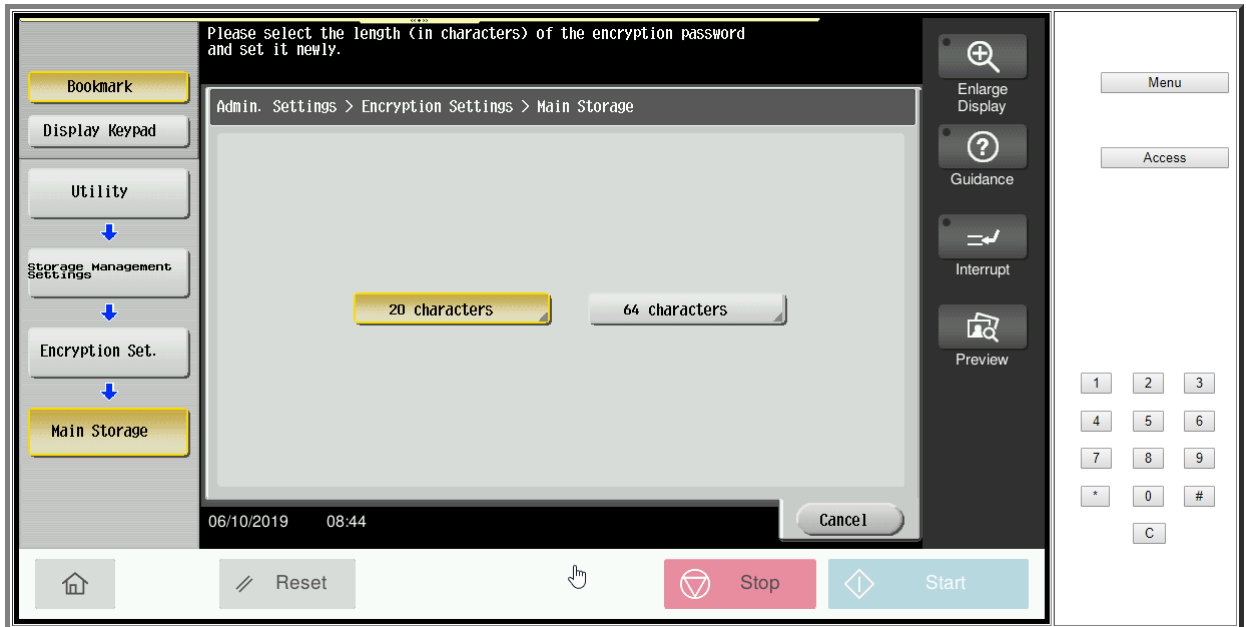 Please select the length (in characters) of the encryption password
and set it newly.
Bookmark
Display Keypad
Utility
Storage Management
Settings
Encryption Set.
Main Storage
Admin. Settings > Encryption Settings > Main Storage
20 characters
64 characters
06/10/2019 08:44
Cancel
Enlarge
Display
Guidance
Interrupt
Preview
Reset
Stop
Start
Menu
Access
1 2 3
4 5 6
7 8 9
* 0 #
C